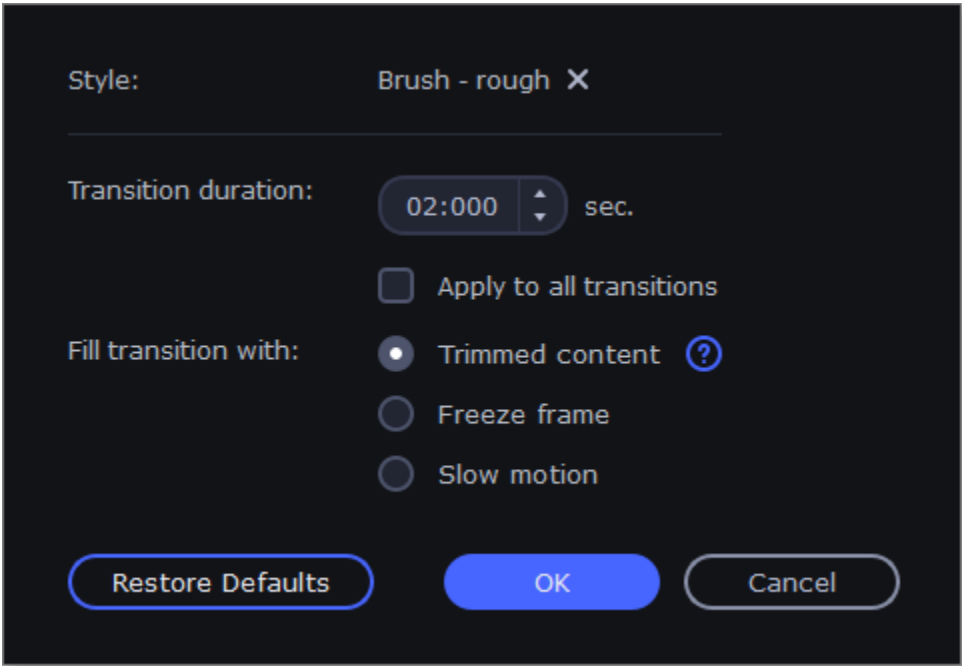 Style: Brush - rough
Transition duration: 02:000 sec.
Apply to all transitions
Fill transition with: Trimmed content ?
Freeze frame
Slow motion
Restore Defaults OK Cancel